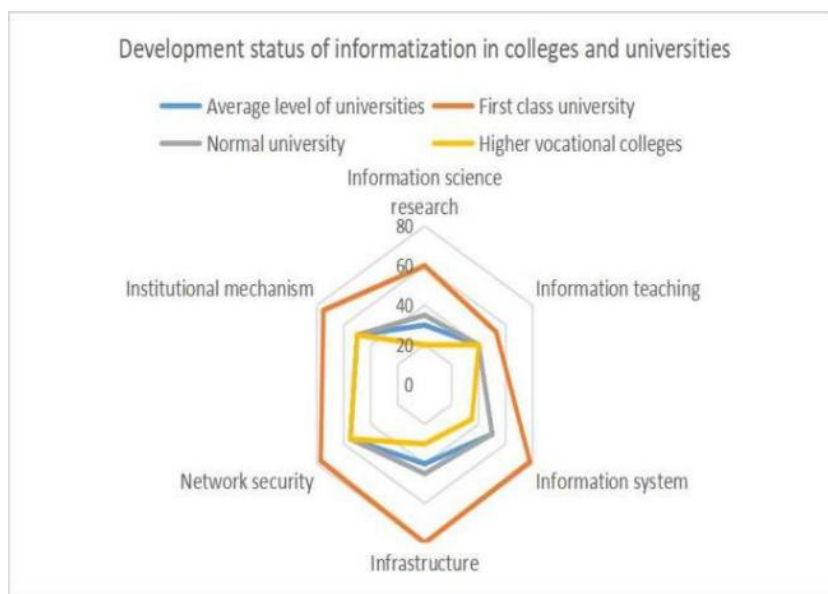 Development status of informatization in colleges and universities
Average level of universities
First class university
Normal university
Higher vocational colleges
Information science
research
80
60
40
20
0
Institutional mechanism
Information teaching
Network security
Information system
Infrastructure